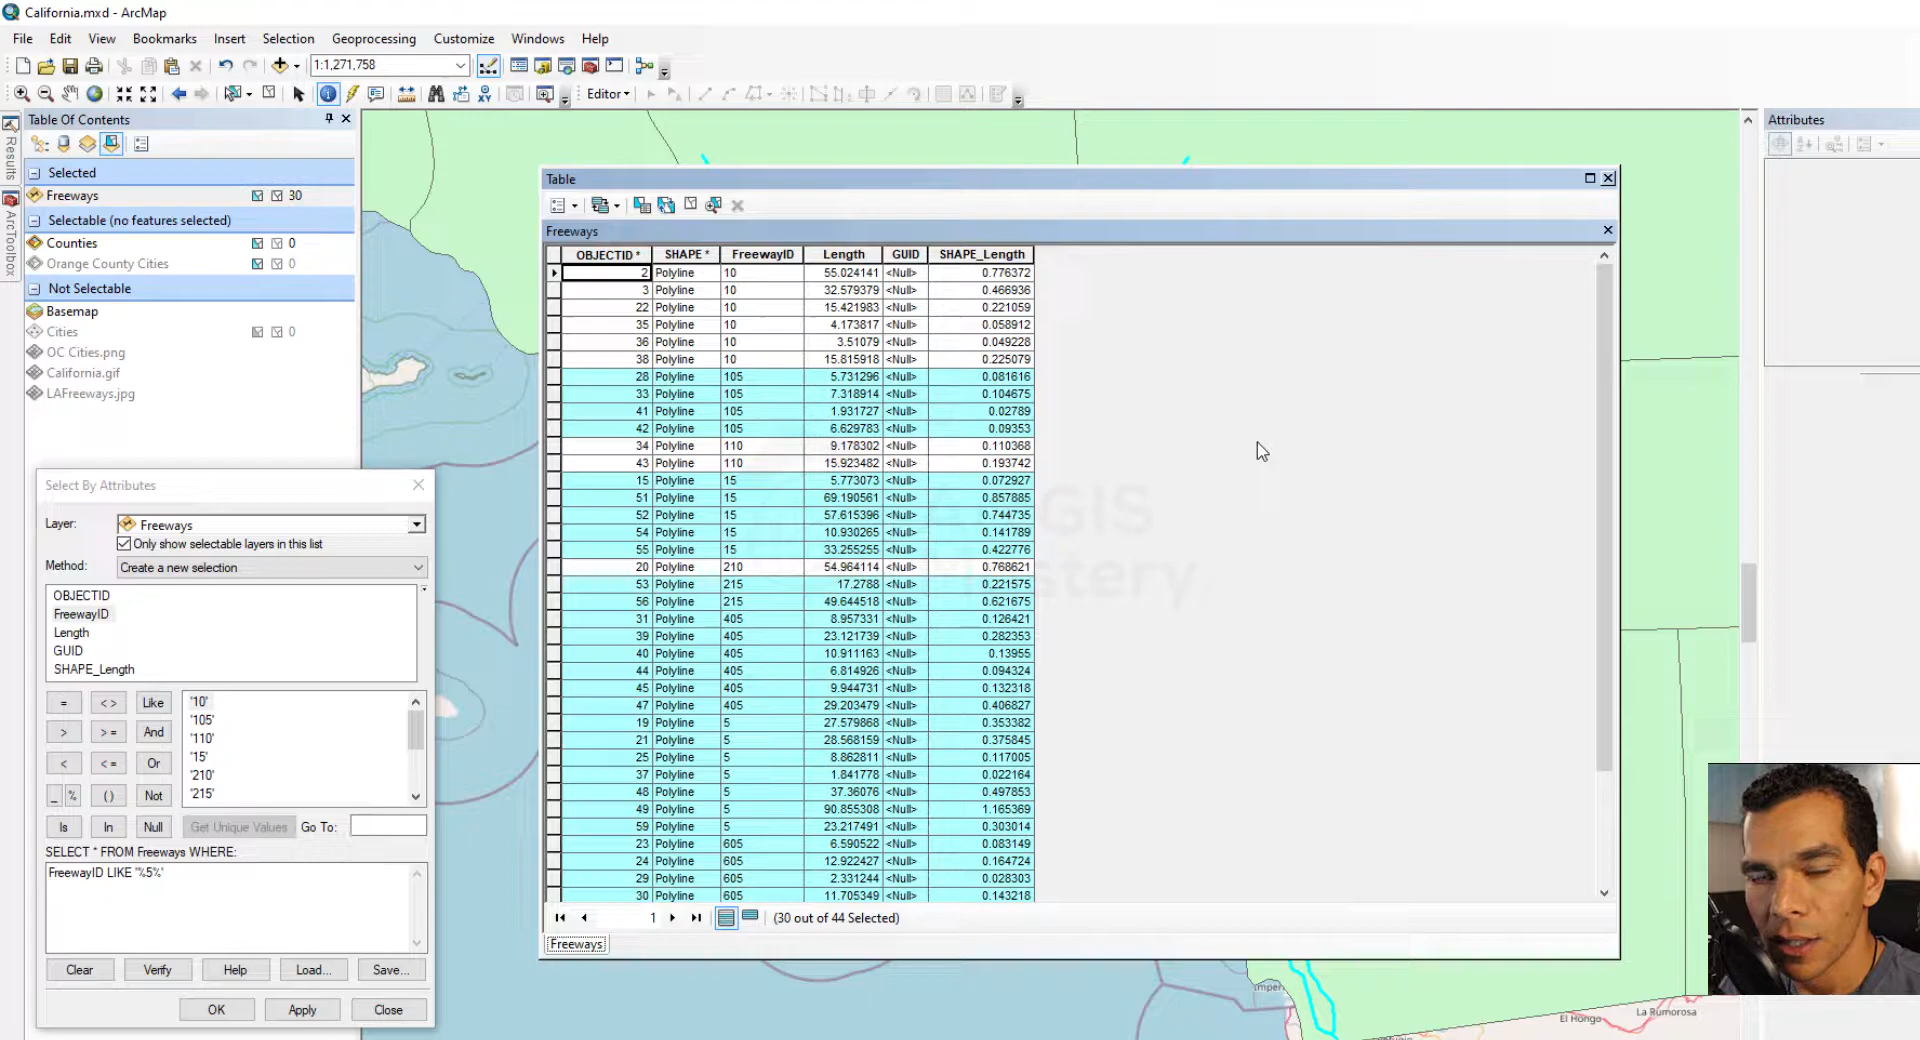 California.mxd - ArcMap
File Edit View Bookmarks Insert Selection Geoprocessing Customize Windows Help
1:1,271,758
Editor
Table Of Contents
Results
ArcToolbox
Selected
Freeways 30
Selectable (no features selected)
Counties 0
Orange County Cities 0
Not Selectable
Basemap
Cities 0
OC Cities.png
California.gif
LAFreeways.jpg
Select By Attributes
Layer: Freeways
Only show selectable layers in this list
Method: Create a new selection
OBJECTID
FreewayID
Length
GUID
SHAPE_Length
= < > Like
> > = And
< < = Or
_ % ( ) Not
Is In Null
'10'
'105'
'110'
'15'
'210'
'215'
Get Unique Values Go To:
SELECT * FROM Freeways WHERE:
FreewayID LIKE '%5%'
Clear Verify Help Load... Save...
OK Apply Close
Table
Freeways
OBJECTID * SHAPE * FreewayID Length GUID SHAPE_Length
2 Polyline 10 55.024141 <Null> 0.776372
3 Polyline 10 32.579379 <Null> 0.466936
22 Polyline 10 15.421983 <Null> 0.221059
35 Polyline 10 4.173817 <Null> 0.058912
36 Polyline 10 3.51079 <Null> 0.049228
38 Polyline 10 15.815918 <Null> 0.225079
28 Polyline 105 5.731296 <Null> 0.081616
33 Polyline 105 7.318914 <Null> 0.104675
41 Polyline 105 1.931727 <Null> 0.02789
42 Polyline 105 6.629783 <Null> 0.09353
34 Polyline 110 9.178302 <Null> 0.110368
43 Polyline 110 15.923482 <Null> 0.193742
15 Polyline 15 5.773073 <Null> 0.072927
51 Polyline 15 69.190561 <Null> 0.857885
52 Polyline 15 57.615396 <Null> 0.744735
54 Polyline 15 10.930265 <Null> 0.141789
55 Polyline 15 33.255255 <Null> 0.422776
20 Polyline 210 54.964114 <Null> 0.768621
53 Polyline 215 17.2788 <Null> 0.221575
56 Polyline 215 49.644518 <Null> 0.621675
31 Polyline 405 8.957331 <Null> 0.126421
39 Polyline 405 23.121739 <Null> 0.282353
40 Polyline 405 10.911163 <Null> 0.13955
44 Polyline 405 6.814926 <Null> 0.094324
45 Polyline 405 9.944731 <Null> 0.132318
47 Polyline 405 29.203479 <Null> 0.406827
19 Polyline 5 27.579868 <Null> 0.353382
21 Polyline 5 28.568159 <Null> 0.375845
25 Polyline 5 8.862811 <Null> 0.117005
37 Polyline 5 1.841778 <Null> 0.022164
48 Polyline 5 37.36076 <Null> 0.497853
49 Polyline 5 90.855308 <Null> 1.165369
59 Polyline 5 23.217491 <Null> 0.303014
23 Polyline 605 6.590522 <Null> 0.083149
24 Polyline 605 12.922427 <Null> 0.164724
29 Polyline 605 2.331244 <Null> 0.028303
30 Polyline 605 11.705349 <Null> 0.143218
1 (30 out of 44 Selected)
Freeways
Attributes
El Hongo
La Rumorosa